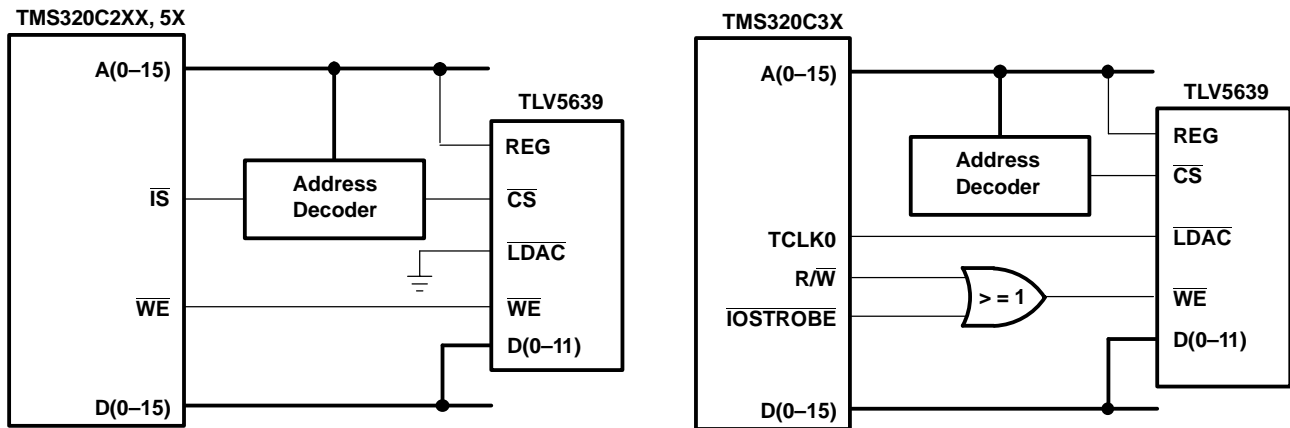 TMS320C2XX, 5X
A(0–15)
TLV5639
REG
Address
Decoder
IS
CS
LDAC
WE
WE
D(0–11)
D(0–15)
TMS320C3X
A(0–15)
TLV5639
REG
Address
Decoder
CS
TCLK0
LDAC
R/W
> = 1
WE
IOSTROBE
D(0–11)
D(0–15)